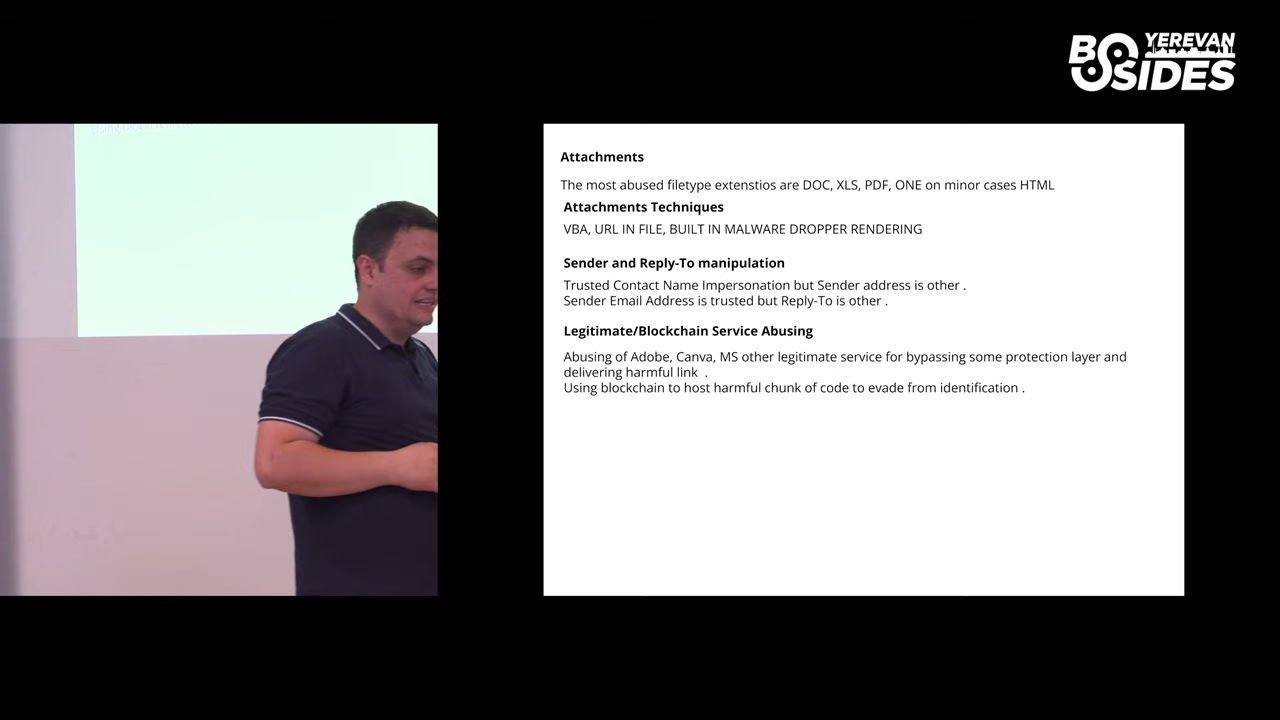 YEREVAN
BSIDES
Attachments
The most abused filetype extenstios are DOC, XLS, PDF, ONE on minor cases HTML
Attachments Techniques
VBA, URL IN FILE, BUILT IN MALWARE DROPPER RENDERING
Sender and Reply-To manipulation
Trusted Contact Name Impersonation but Sender address is other .
Sender Email Address is trusted but Reply-To is other .
Legitimate/Blockchain Service Abusing
Abusing of Adobe, Canva, MS other legitimate service for bypassing some protection layer and
delivering harmful link .
Using blockchain to host harmful chunk of code to evade from identification .